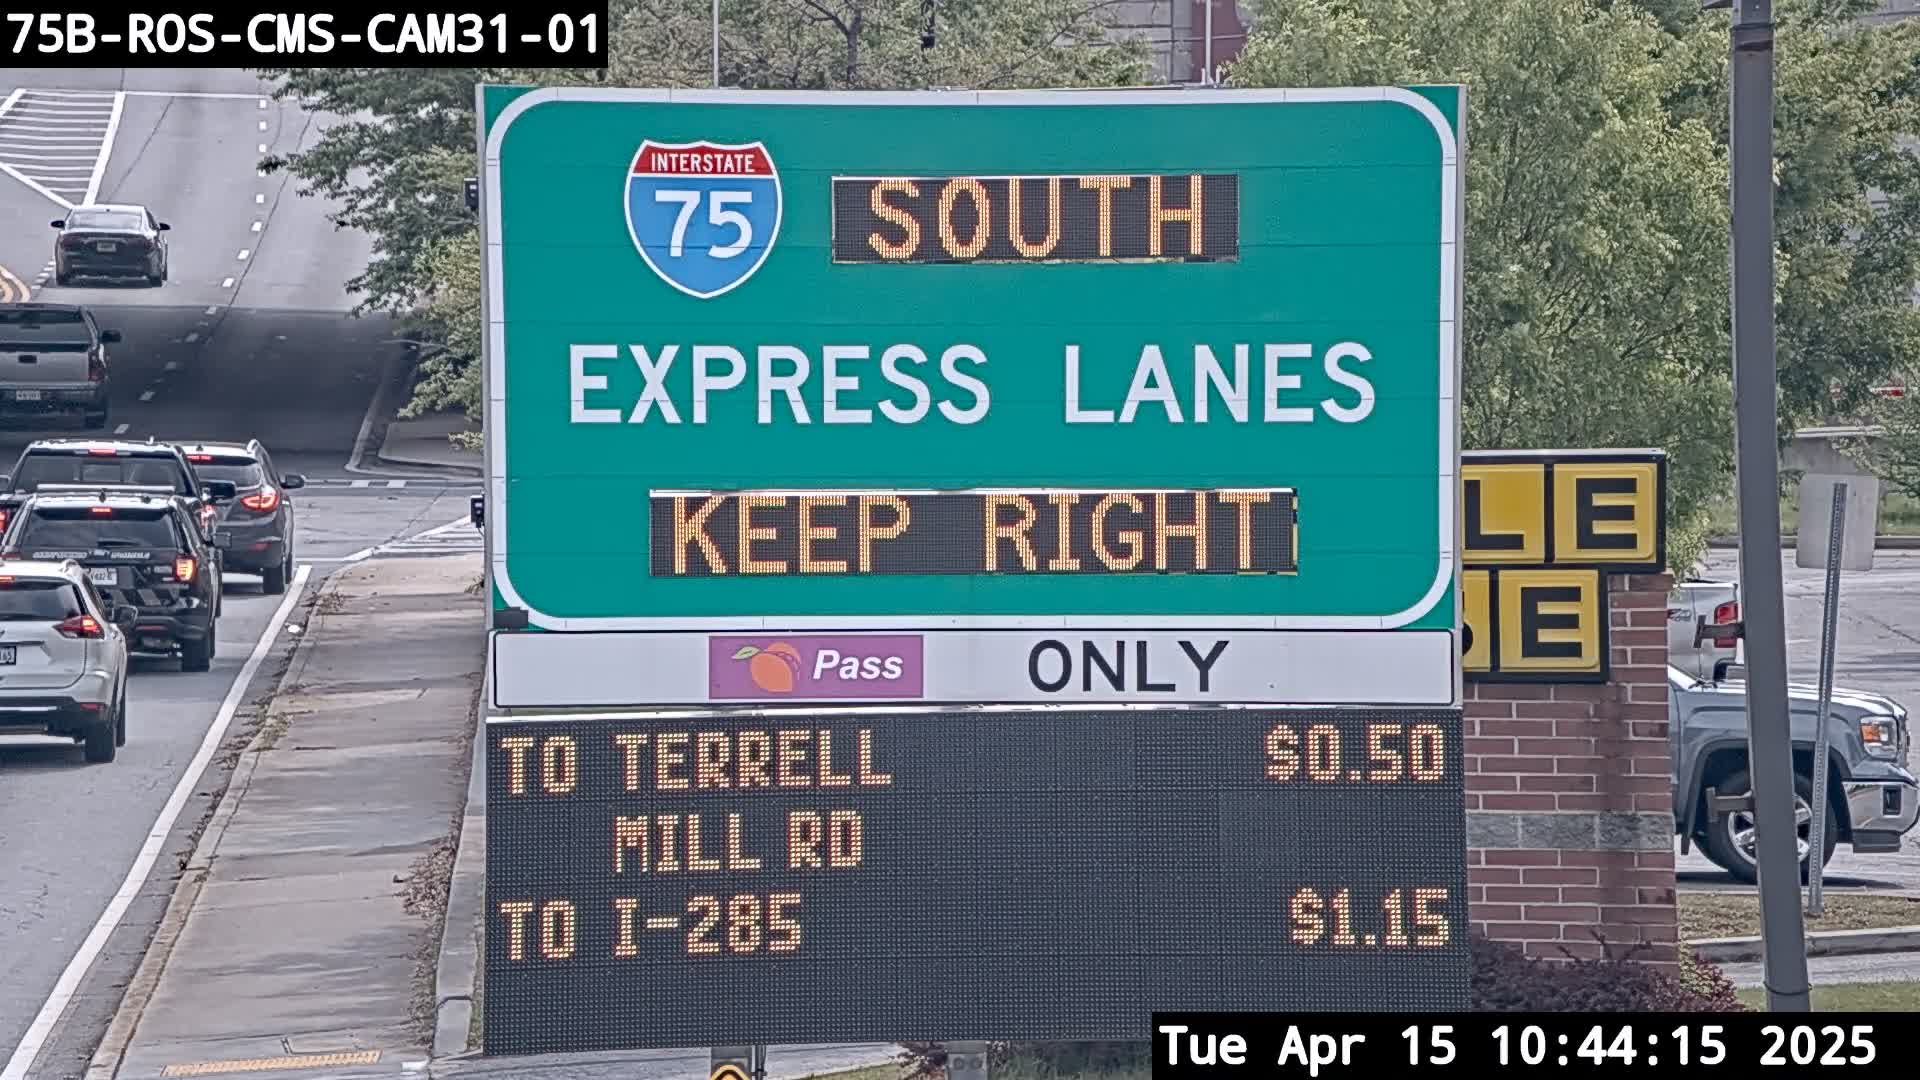 75B-ROS-CMS-CAM31-01
INTERSTATE
75
SOUTH
EXPRESS LANES
KEEP RIGHT
Pass ONLY
TO TERRELL $0.50
MILL RD
TO I-285 $1.15
LE
E
Tue Apr 15 10:44:15 2025